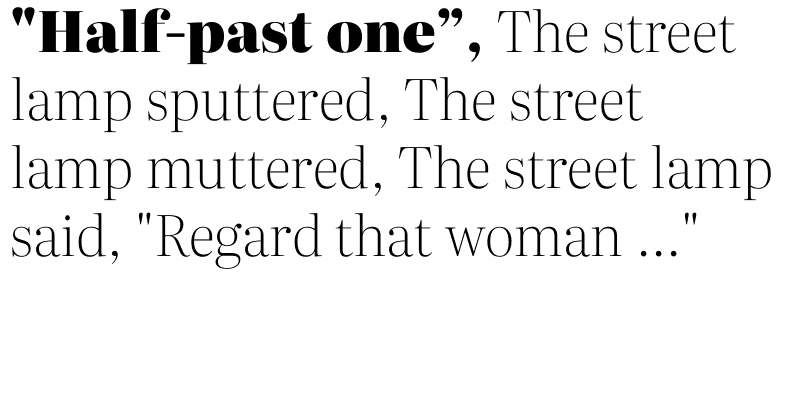 "Half-past one”, The street
lamp sputtered, The street
lamp muttered, The street lamp
said, "Regard that woman ..."